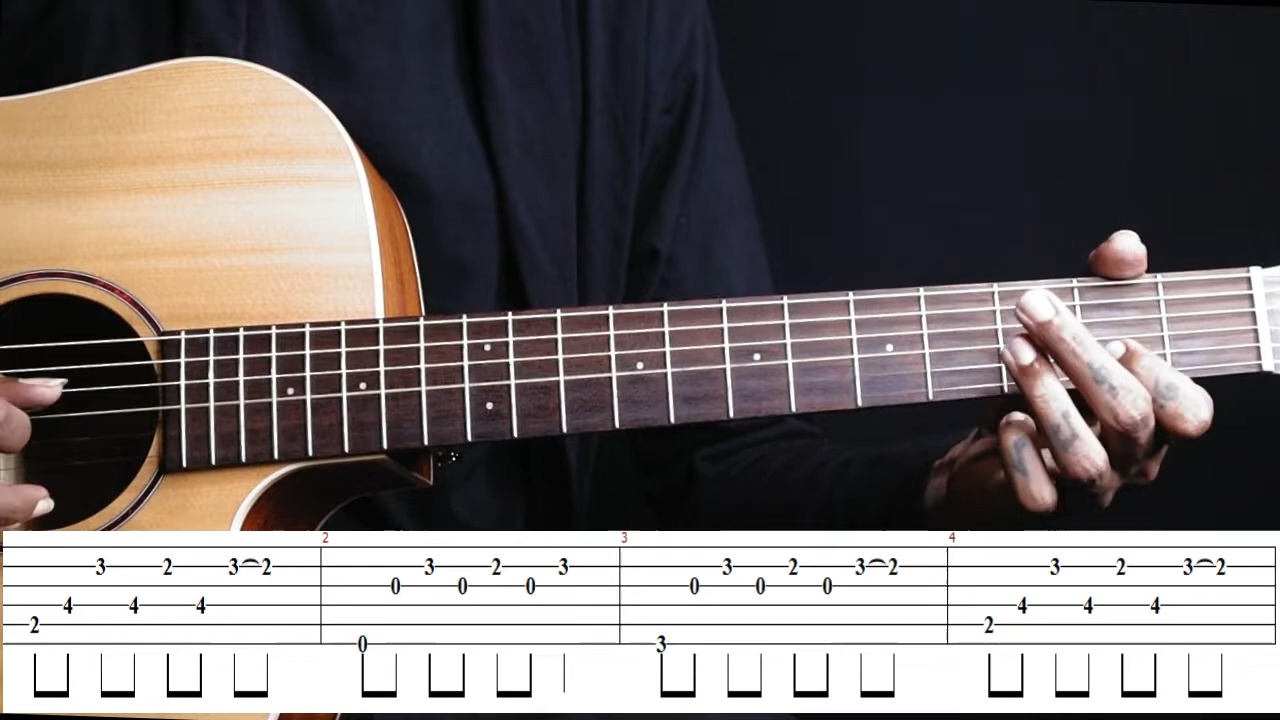 2 3 4
3 2 3 2 3 2 3 3 2 3 2 3 2 3 2
0 0 0 0 0 0
4 4 4 4 4 4
2 2
0 3